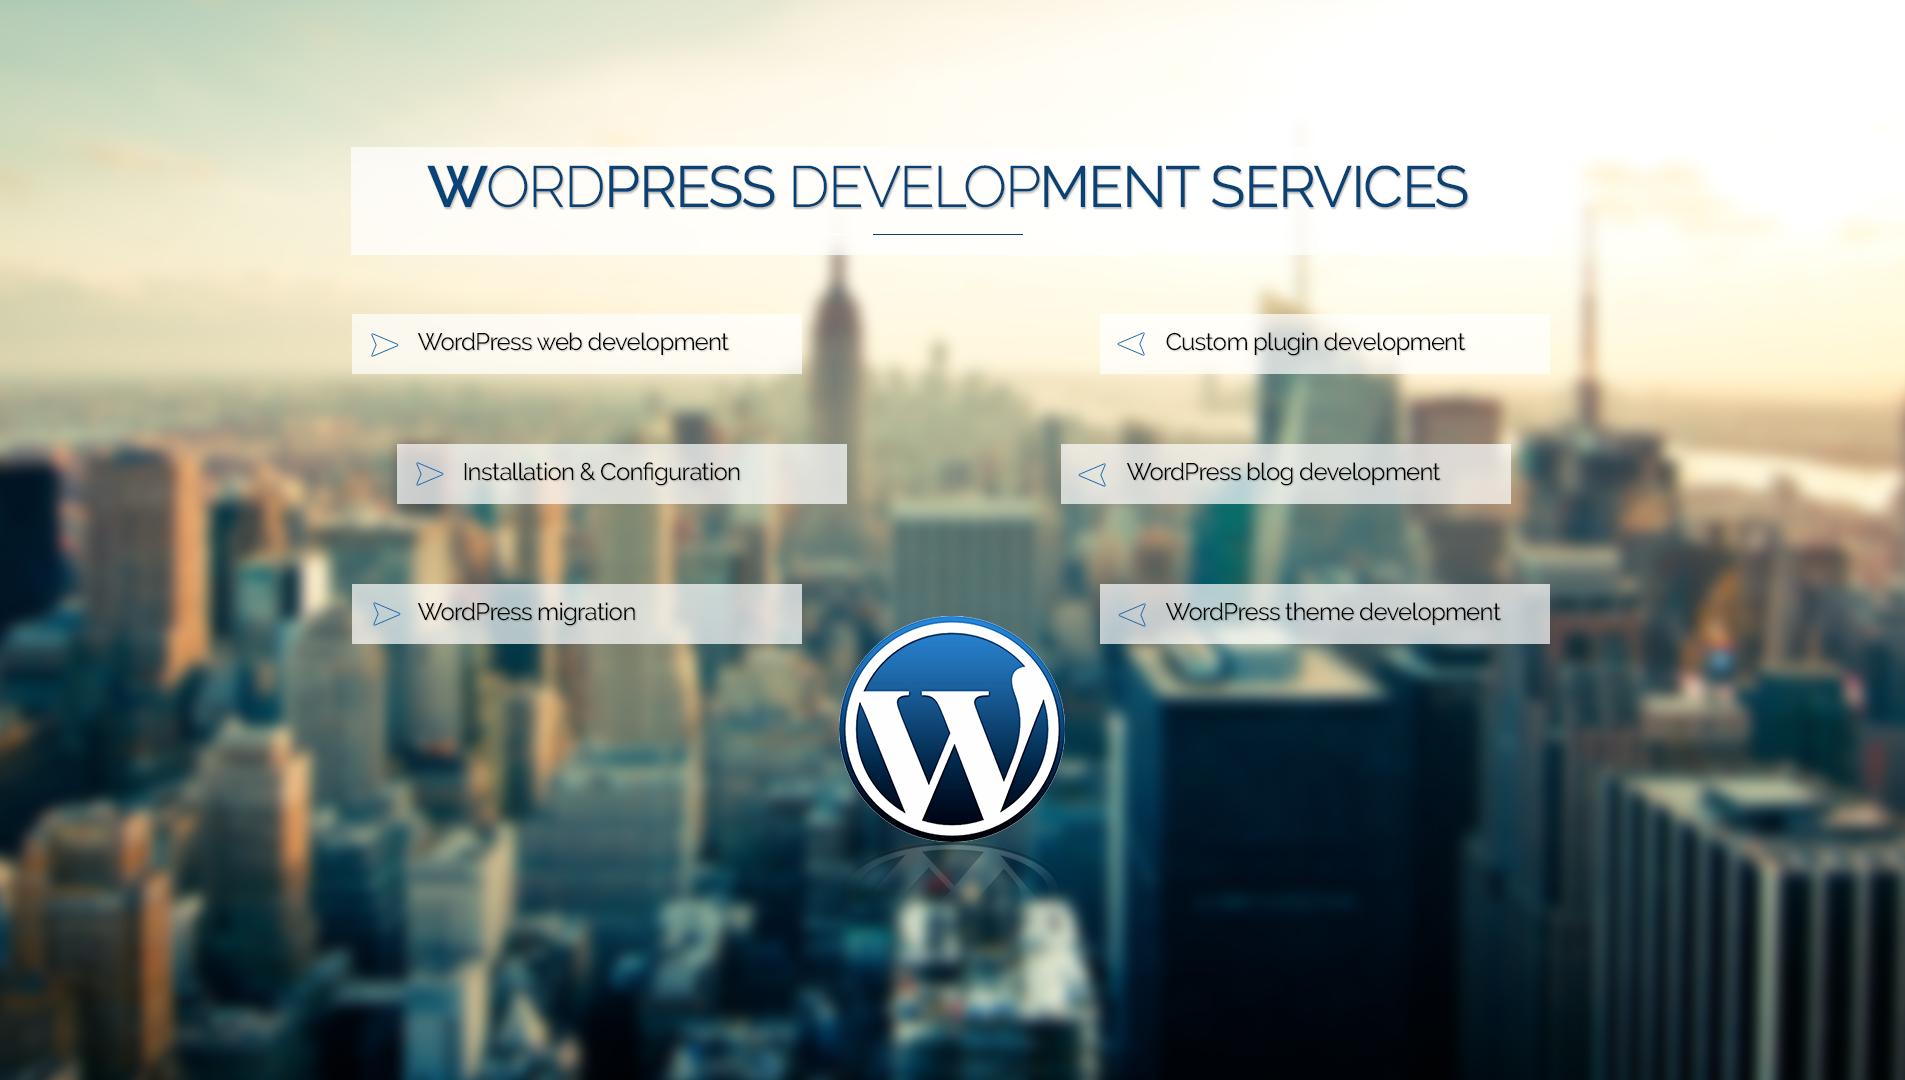 WORDPRESS DEVELOPMENT SERVICES
WordPress web development
Custom plugin development
Installation & Configuration
WordPress blog development
WordPress migration
WordPress theme development
W